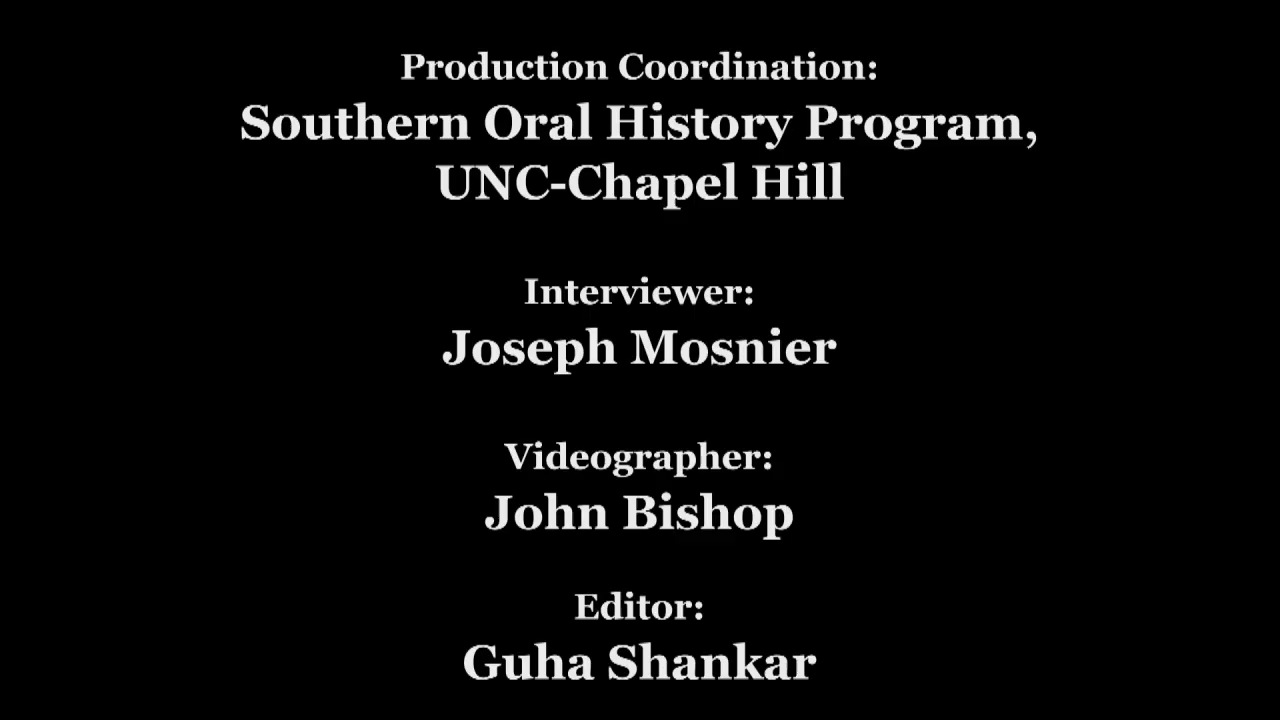 Production Coordination:
Southern Oral History Program,
UNC-Chapel Hill
Interviewer:
Joseph Mosnier
Videographer:
John Bishop
Editor:
Guha Shankar